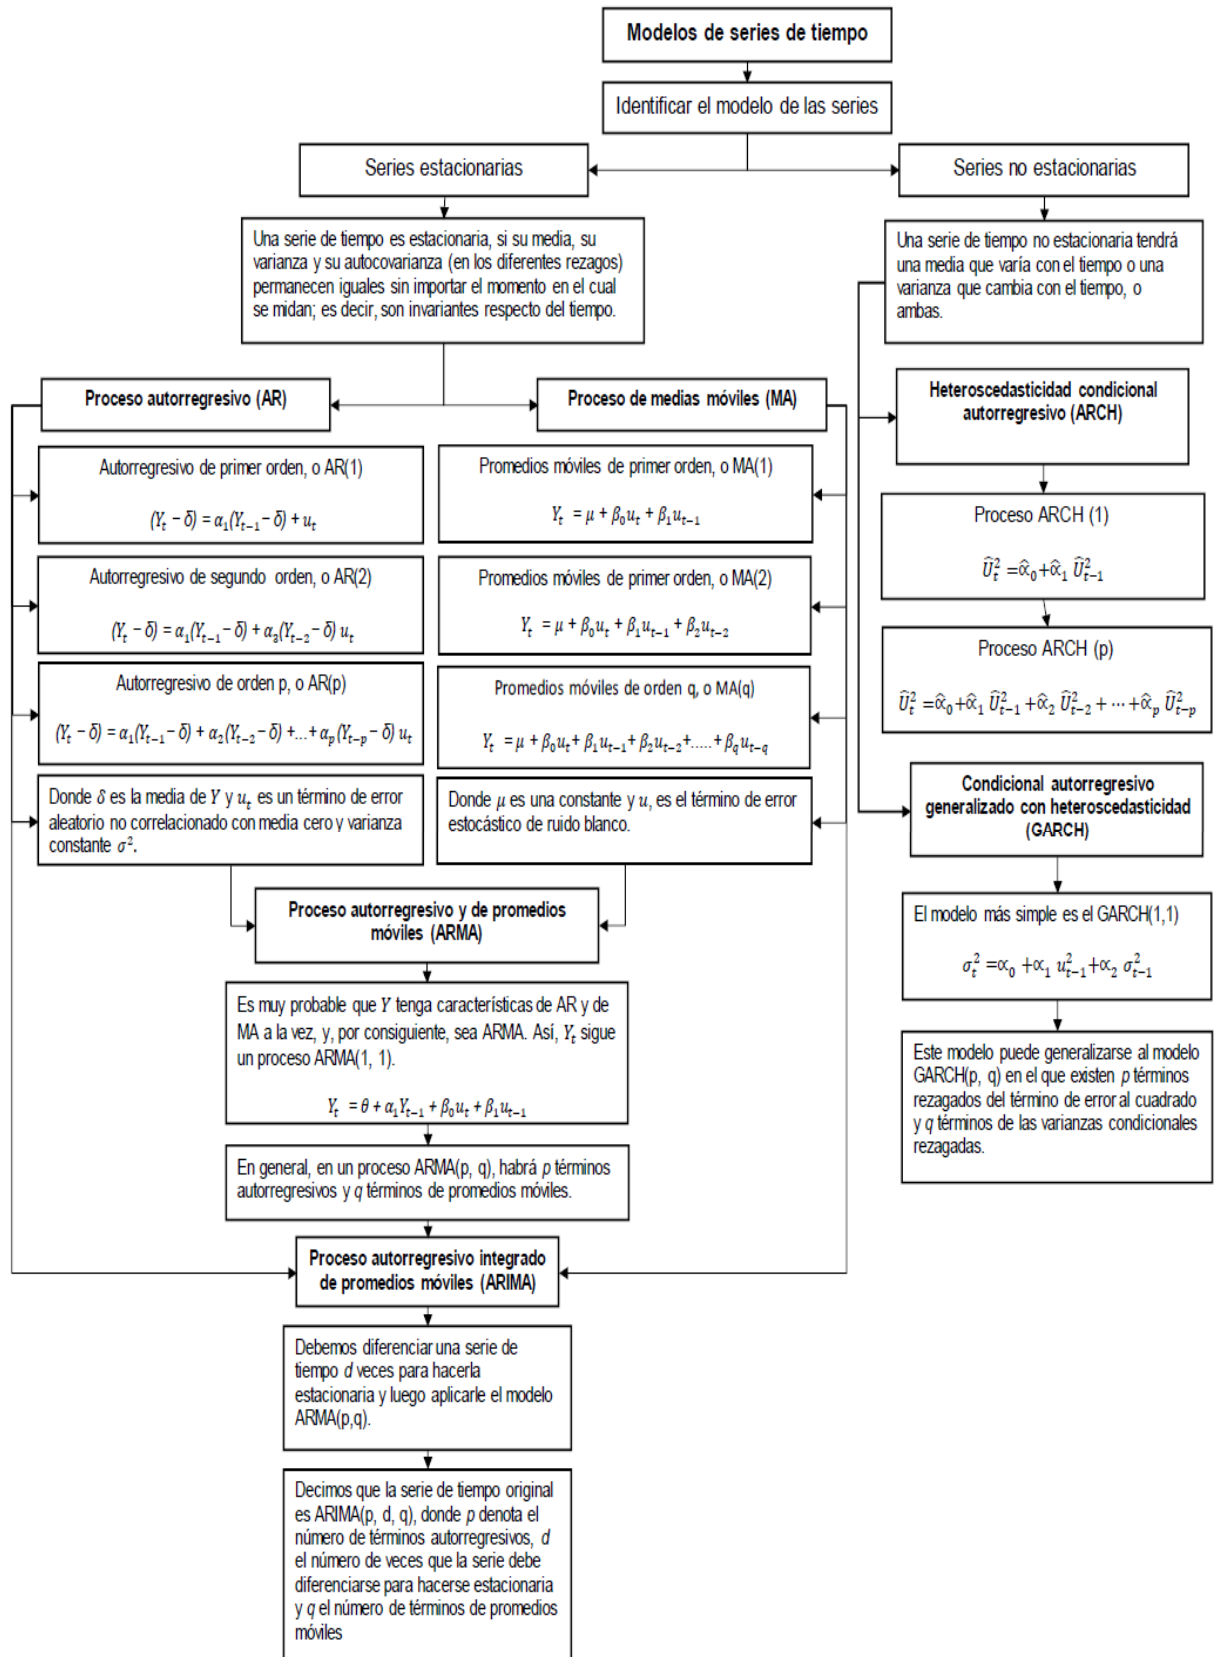 Modelos de series de tiempo
Identificar el modelo de las series
Series estacionarias
Series no estacionarias
Una serie de tiempo es estacionaria, si su media, su
varianza y su autocovarianza (en los diferentes rezagos)
permanecen iguales sin importar el momento en el cual
se midan; es decir, son invariantes respecto del tiempo.
Una serie de tiempo no estacionaria tendrá
una media que varía con el tiempo o una
varianza que cambia con el tiempo, o
ambas.
Proceso autorregresivo (AR)
Autorregresivo de primer orden, o AR(1)
(Y_t − δ) = α_1(Y_{t−1} − δ) + u_t
Autorregresivo de segundo orden, o AR(2)
(Y_t − δ) = α_1(Y_{t−1} − δ) + α_3(Y_{t−2} − δ) u_t
Autorregresivo de orden p, o AR(p)
(Y_t − δ) = α_1(Y_{t−1} − δ) + α_2(Y_{t−2} − δ) +...+ α_p(Y_{t−p} − δ) u_t
Donde δ es la media de Y y u_t es un término de error
aleatorio no correlacionado con media cero y varianza
constante σ².
Proceso de medias móviles (MA)
Promedios móviles de primer orden, o MA(1)
Y_t = μ + β_0u_t + β_1u_{t−1}
Promedios móviles de primer orden, o MA(2)
Y_t = μ + β_0u_t + β_1u_{t−1} + β_2u_{t−2}
Promedios móviles de orden q, o MA(q)
Y_t = μ + β_0u_t + β_1u_{t−1} + β_2u_{t−2}+.....+ β_qu_{t−q}
Donde μ es una constante y u, es el término de error
estocástico de ruido blanco.
Heteroscedasticidad condicional
autorregresivo (ARCH)
Proceso ARCH (1)
Û_t^2 =α̂_0+α̂_1 Û_{t−1}^2
Proceso ARCH (p)
Û_t^2 =α̂_0+α̂_1 Û_{t−1}^2 +α̂_2 Û_{t−2}^2 + ⋯ +α̂_p Û_{t−p}^2
Condicional autorregresivo
generalizado con heteroscedasticidad
(GARCH)
El modelo más simple es el GARCH(1,1)
σ_t^2 =∝_0 +∝_1 u_{t−1}^2 +∝_2 σ_{t−1}^2
Este modelo puede generalizarse al modelo
GARCH(p, q) en el que existen p términos
rezagados del término de error al cuadrado
y q términos de las varianzas condicionales
rezagadas.
Proceso autorregresivo y de promedios
móviles (ARMA)
Es muy probable que Y tenga características de AR y de
MA a la vez, y, por consiguiente, sea ARMA. Así, Y_t sigue
un proceso ARMA(1, 1).
Y_t = θ + α_1Y_{t−1} + β_0u_t + β_1u_{t−1}
En general, en un proceso ARMA(p, q), habrá p términos
autorregresivos y q términos de promedios móviles.
Proceso autorregresivo integrado
de promedios móviles (ARIMA)
Debemos diferenciar una serie de
tiempo d veces para hacerla
estacionaria y luego aplicarle el modelo
ARMA(p,q).
Decimos que la serie de tiempo original
es ARIMA(p, d, q), donde p denota el
número de términos autorregresivos, d
el número de veces que la serie debe
diferenciarse para hacerse estacionaria
y q el número de términos de promedios
móviles